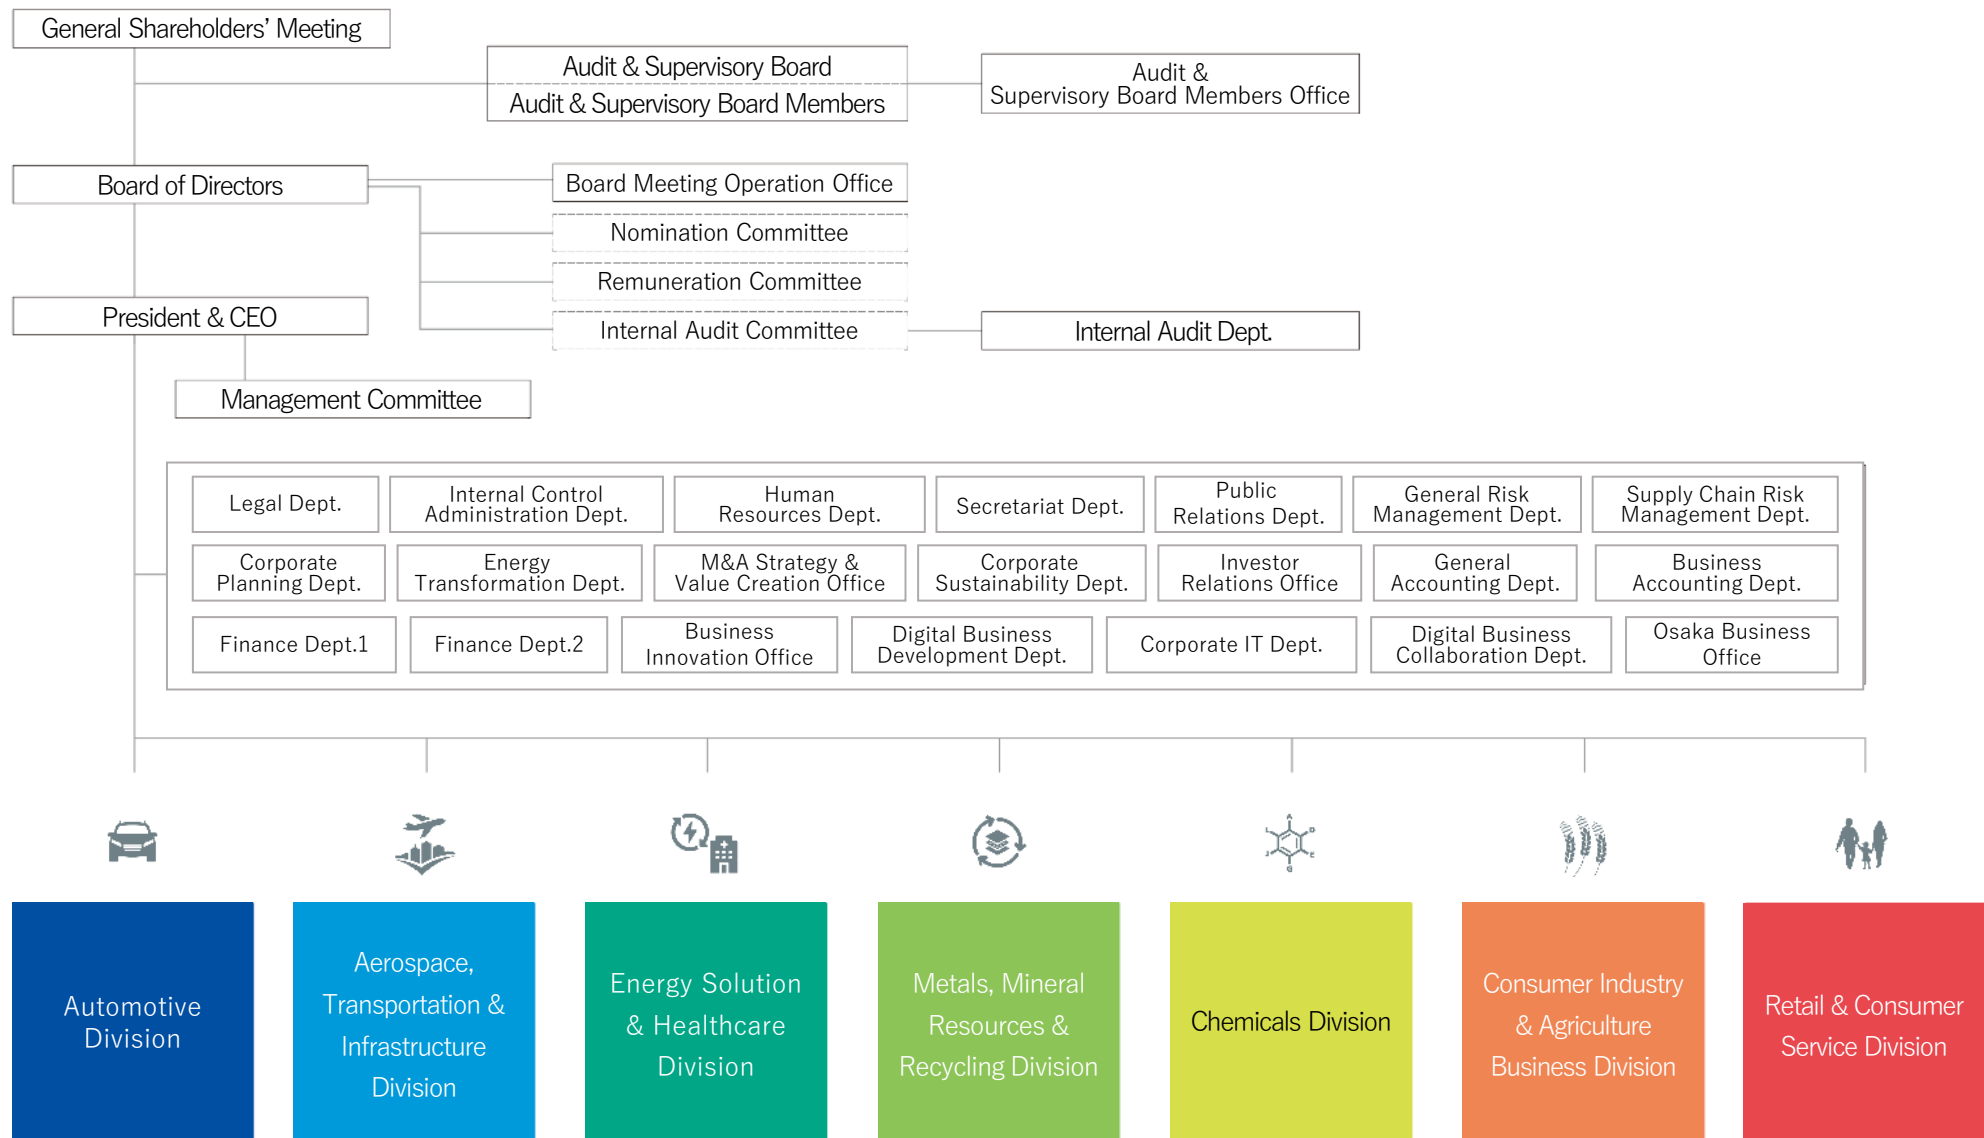 General Shareholders' Meeting
Audit & Supervisory Board
Audit & Supervisory Board Members
Audit &
Supervisory Board Members Office
Board of Directors
Board Meeting Operation Office
Nomination Committee
Remuneration Committee
President & CEO
Internal Audit Committee
Internal Audit Dept.
Management Committee
Legal Dept.
Internal Control
Administration Dept.
Human
Resources Dept.
Secretariat Dept.
Public
Relations Dept.
General Risk
Management Dept.
Supply Chain Risk
Management Dept.
Corporate
Planning Dept.
Energy
Transformation Dept.
M&A Strategy &
Value Creation Office
Corporate
Sustainability Dept.
Investor
Relations Office
General
Accounting Dept.
Business
Accounting Dept.
Finance Dept.1
Finance Dept.2
Business
Innovation Office
Digital Business
Development Dept.
Corporate IT Dept.
Digital Business
Collaboration Dept.
Osaka Business
Office
Automotive
Division
Aerospace,
Transportation &
Infrastructure
Division
Energy Solution
& Healthcare
Division
Metals, Mineral
Resources &
Recycling Division
Chemicals Division
Consumer Industry
& Agriculture
Business Division
Retail & Consumer
Service Division